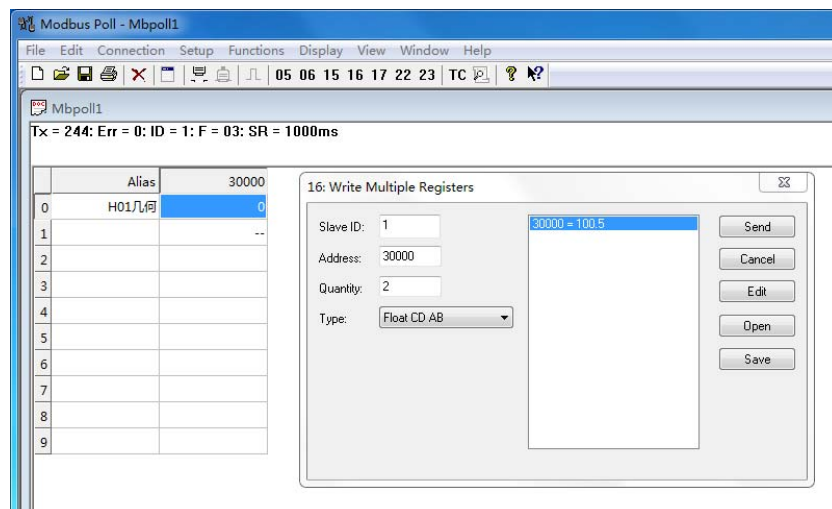 Modbus Poll - Mbpoll1
File Edit Connection Setup Functions Display View Window Help
05 06 15 16 17 22 23 TC
Mbpoll1
Tx = 244: Err = 0: ID = 1: F = 03: SR = 1000ms
Alias 30000
0 H01几何 0
1 --
2
3
4
5
6
7
8
9
16: Write Multiple Registers
Slave ID: 1
Address: 30000
Quantity: 2
Type: Float CD AB
30000 = 100.5
Send
Cancel
Edit
Open
Save